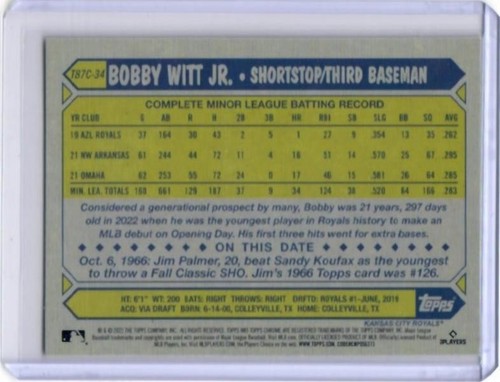 T87C-34 BOBBY WITT JR. • SHORTSTOP/THIRD BASEMAN
COMPLETE MINOR LEAGUE BATTING RECORD
YR CLUB G AB R H 2B 3B HR RBI SB SLG BB SO AVG
19 AZL ROYALS 37 164 30 43 2 5 1 27 9 .354 13 35 .262
21 NW ARKANSAS 61 244 44 72 11 4 16 51 14 .570 25 67 .295
21 OMAHA 62 253 55 72 24 0 17 46 15 .581 26 64 .285
MIN. LEA. TOTALS 160 661 129 187 37 9 34 124 38 .520 64 166 .283
Considered a generational prospect by many, Bobby was 21 years, 297 days
old in 2022 when he was the youngest player in Royals history to make an
MLB debut on Opening Day. His first three hits went for extra bases.
ON THIS DATE
Oct. 6, 1966: Jim Palmer, 20, beat Sandy Koufax as the youngest
to throw a Fall Classic SHO. Jim's 1966 Topps card was #126.
HT: 6'1" WT: 200 BATS: RIGHT THROWS: RIGHT DRFTD: ROYALS #1-JUNE, 2019
ACQ: VIA DRAFT BORN: 6-14-00, COLLEYVILLE, TX HOME: COLLEYVILLE, TX
Topps
KANSAS CITY ROYALS
PLAYERS